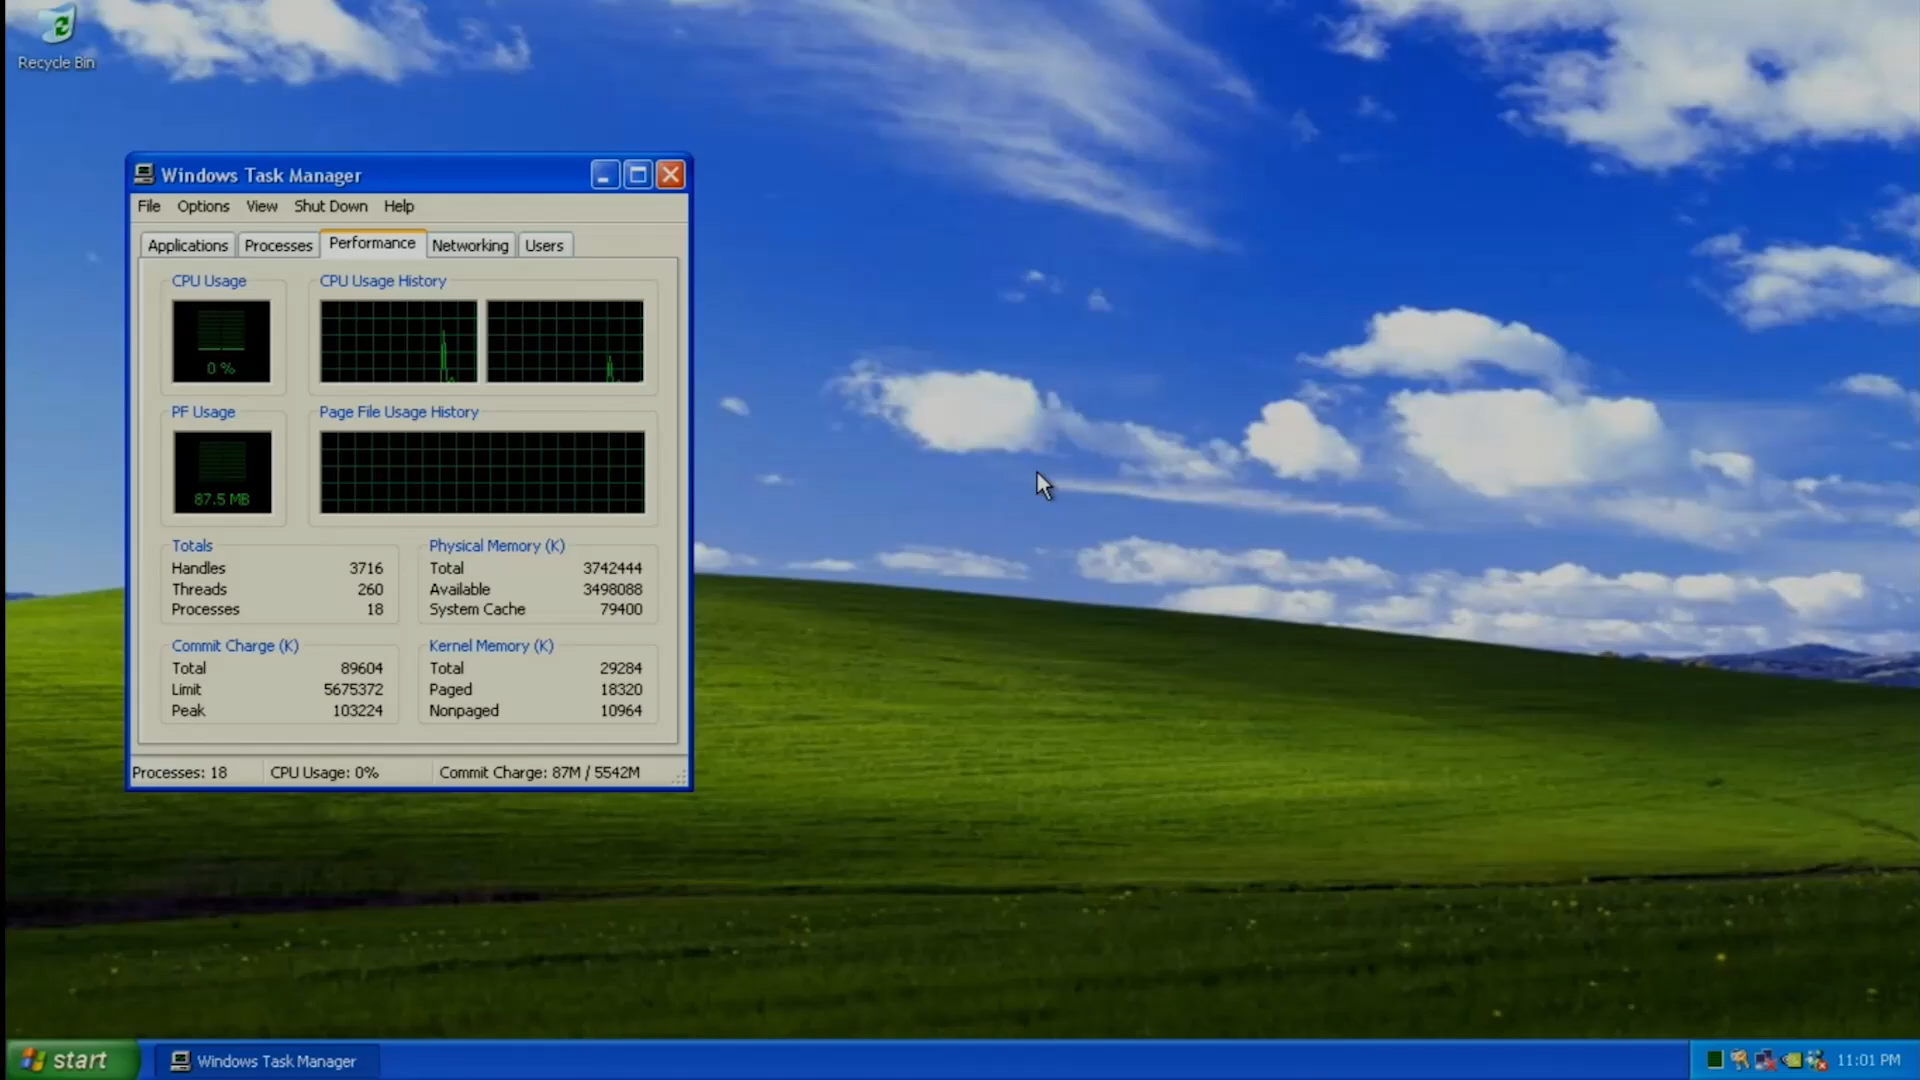 Recycle Bin
Windows Task Manager
File Options View Shut Down Help
Applications Processes Performance Networking Users
CPU Usage
CPU Usage History
0 %
PF Usage
Page File Usage History
87.5 MB
Totals
Handles 3716
Threads 260
Processes 18
Physical Memory (K)
Total 3742444
Available 3498088
System Cache 79400
Commit Charge (K)
Total 89604
Limit 5675372
Peak 103224
Kernel Memory (K)
Total 29284
Paged 18320
Nonpaged 10964
Processes: 18 CPU Usage: 0% Commit Charge: 87M / 5542M
start Windows Task Manager 11:01 PM